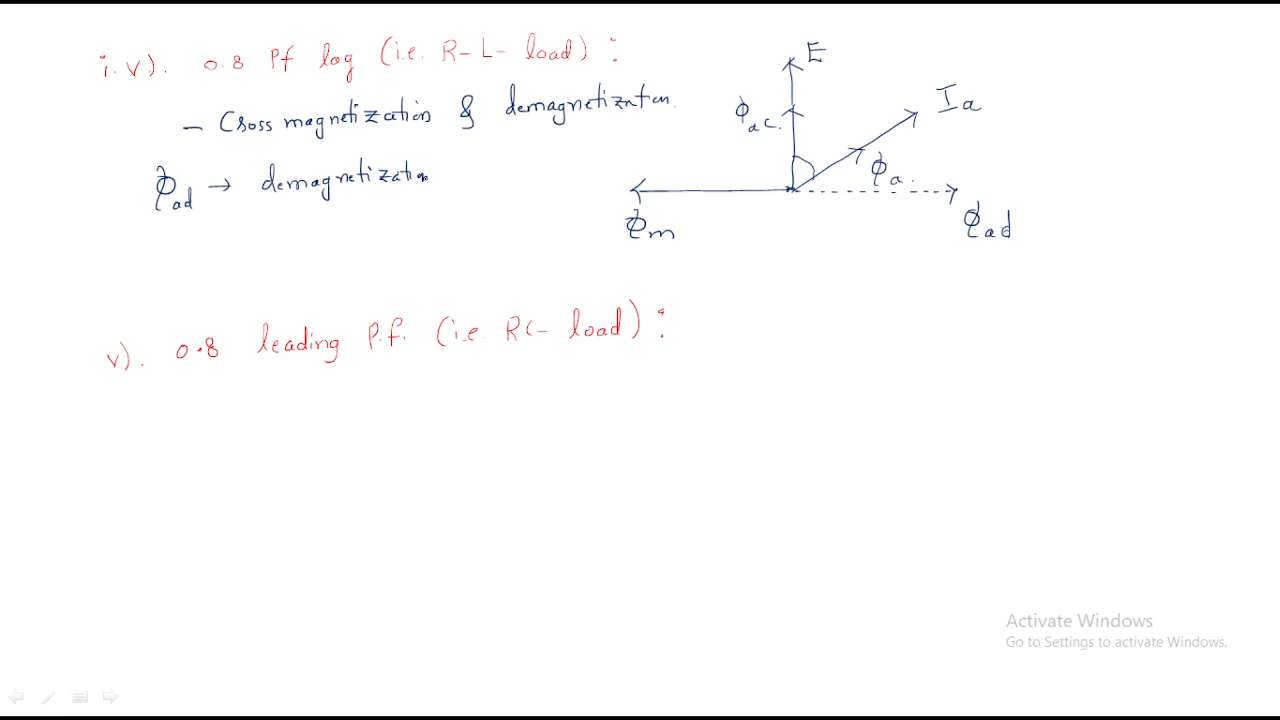 i.v). 0.8 Pf lag (i.e. R-L- load) :
- Cross magnetization & demagnetization.
Φad → demagnetization
E
Ia
Φac.
Φa.
Φm
Φad
v). 0.8 leading P.f. (i.e. RC- load) :
Activate Windows
Go to Settings to activate Windows.